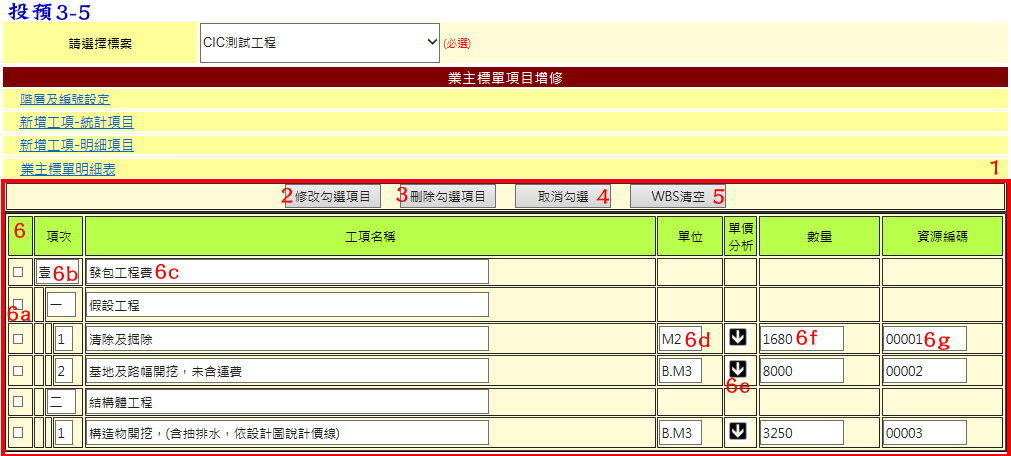 投預3-5
請選擇標案 CIC測試工程 (必選)
業主標單項目增修
階層及編號設定
新增工項-統計項目
新增工項-明細項目
業主標單明細表 1
2 修改勾選項目 3 刪除勾選項目 取消勾選 4 WBS清空 5
6 項次 工項名稱 單位 單價分析 數量 資源編碼
壹 6b 發包工程費 6c
6a 一 假設工程
1 清除及掘除 M2 6d 1680 6f 00001 6g
2 基地及路幅開挖，未含運費 B.M3 6e 8000 00002
二 結構體工程
1 構造物開挖，(含抽排水，依設計圖說計價線) B.M3 3250 00003